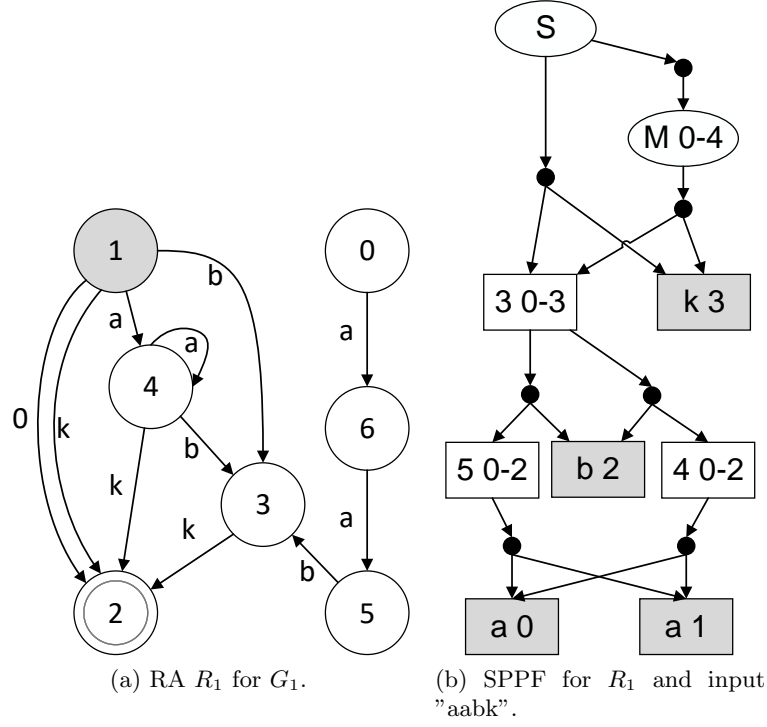 S
M 0-4
1
0
b
3 0-3
k 3
a
a
a
4
0
k
6
b
5 0-2
b 2
4 0-2
k
3
a
k
b
2
5
a 0
a 1
(a) RA R₁ for G₁.
(b) SPPF for R₁ and input
"aabk".